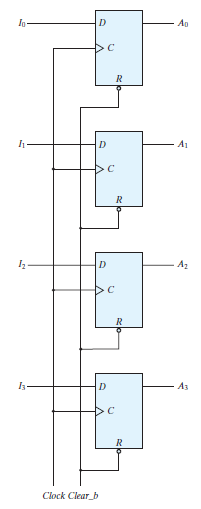 I₀ D A₀
C
R
I₁ D A₁
C
R
I₂ D A₂
C
R
I₃ D A₃
C
R
Clock Clear_b